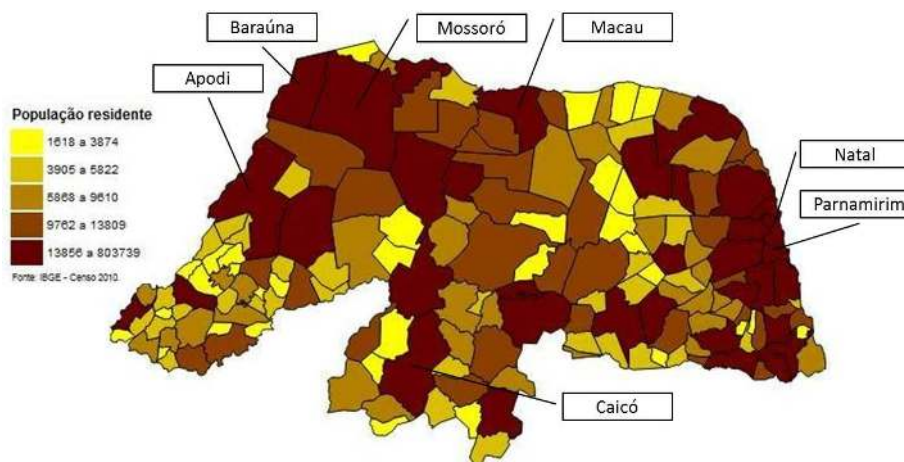 Baraúna
Mossoró
Macau
Apodi
População residente
1618 a 3874
3905 a 5822
5868 a 9610
9762 a 13809
13856 a 803739
Fonte: IBGE - Censo 2010.
Natal
Parnamirim
Caicó